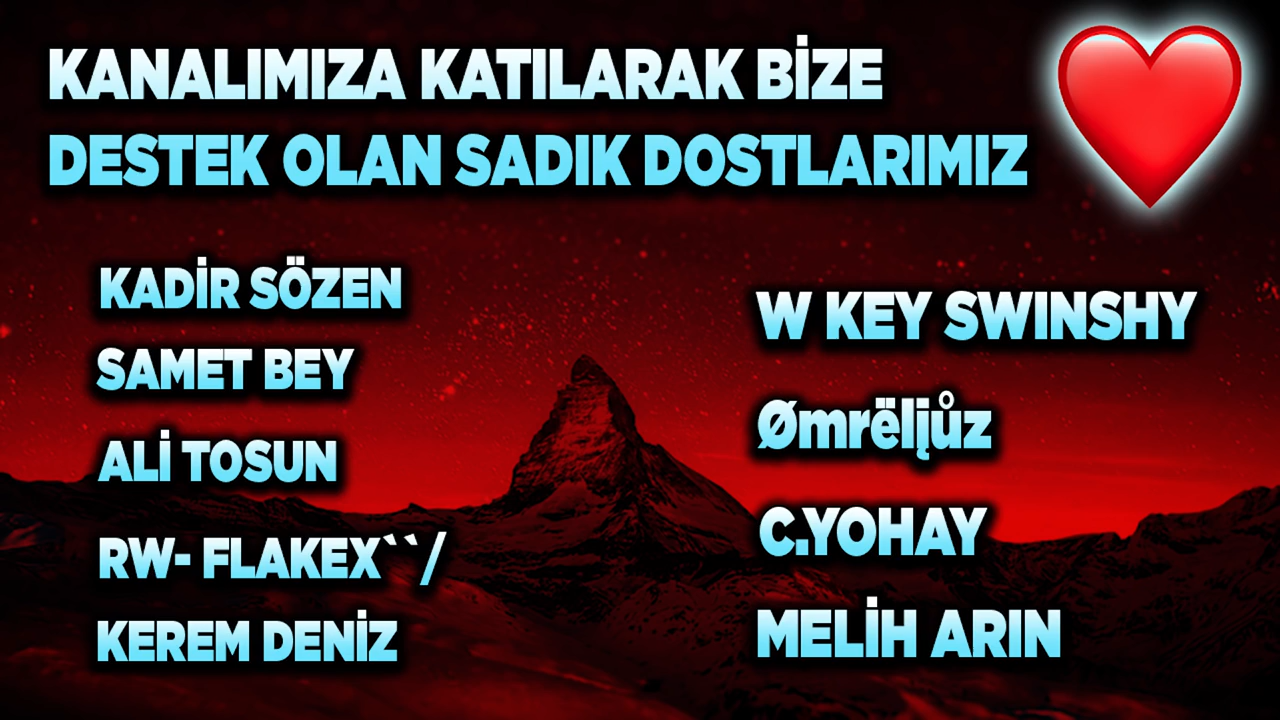 KANALIMIZA KATILARAK BİZE
DESTEK OLAN SADIK DOSTLARIMIZ
KADİR SÖZEN
SAMET BEY
ALİ TOSUN
RW- FLAKEX``/
KEREM DENİZ
W KEY SWINSHY
Ømrëlįůz
C.YOHAY
MELİH ARIN